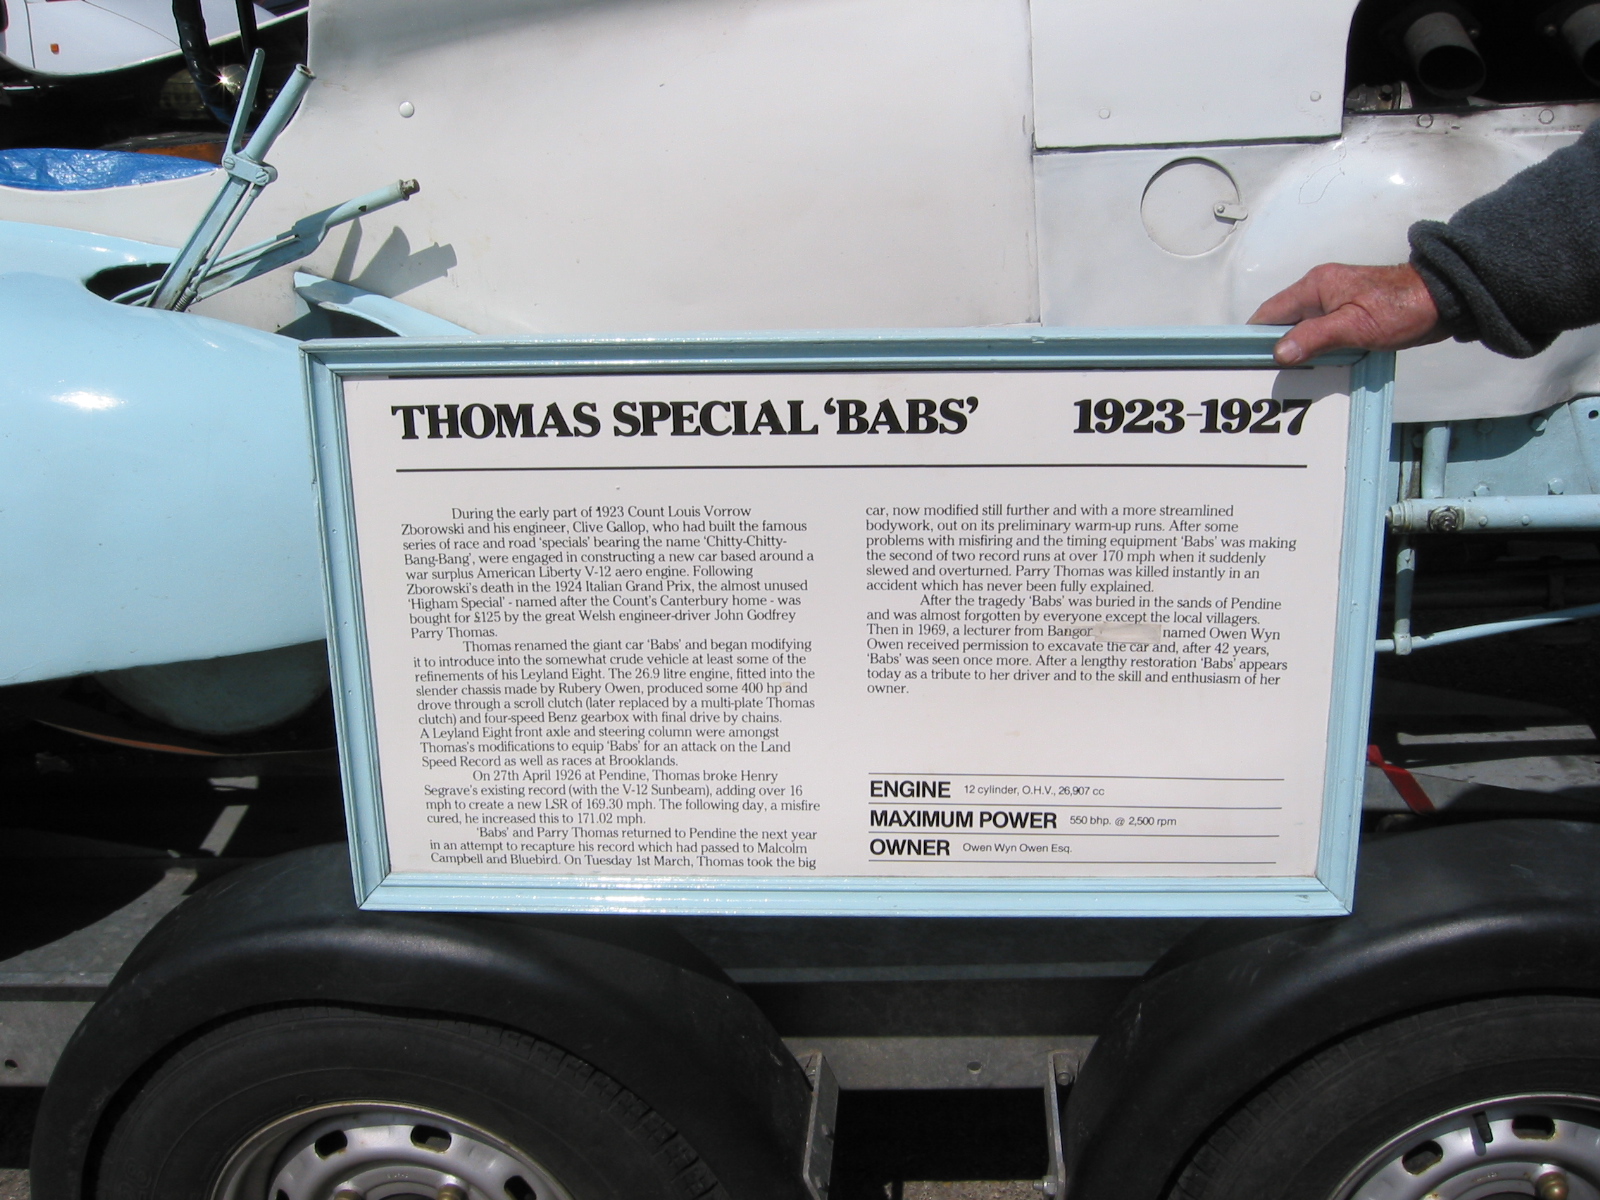 THOMAS SPECIAL 'BABS' 1923-1927
During the early part of 1923 Count Louis Vorrow
Zborowski and his engineer, Clive Gallop, who had built the famous
series of race and road 'specials' bearing the name 'Chitty-Chitty-
Bang-Bang', were engaged in constructing a new car based around a
war surplus American Liberty V-12 aero engine. Following
Zborowski's death in the 1924 Italian Grand Prix, the almost unused
'Higham Special' - named after the Count's Canterbury home - was
bought for £125 by the great Welsh engineer-driver John Godfrey
Parry Thomas.
Thomas renamed the giant car 'Babs' and began modifying
it to introduce into the somewhat crude vehicle at least some of the
refinements of his Leyland Eight. The 26.9 litre engine, fitted into the
slender chassis made by Rubery Owen, produced some 400 hp and
drove through a scroll clutch (later replaced by a multi-plate Thomas
clutch) and four-speed Benz gearbox with final drive by chains.
A Leyland Eight front axle and steering column were amongst
Thomas's modifications to equip 'Babs' for an attack on the Land
Speed Record as well as races at Brooklands.
On 27th April 1926 at Pendine, Thomas broke Henry
Segrave's existing record (with the V-12 Sunbeam), adding over 16
mph to create a new LSR of 169.30 mph. The following day, a misfire
cured, he increased this to 171.02 mph.
'Babs' and Parry Thomas returned to Pendine the next year
in an attempt to recapture his record which had passed to Malcolm
Campbell and Bluebird. On Tuesday 1st March, Thomas took the big
car, now modified still further and with a more streamlined
bodywork, out on its preliminary warm-up runs. After some
problems with misfiring and the timing equipment 'Babs' was making
the second of two record runs at over 170 mph when it suddenly
slewed and overturned. Parry Thomas was killed instantly in an
accident which has never been fully explained.
After the tragedy 'Babs' was buried in the sands of Pendine
and was almost forgotten by everyone except the local villagers.
Then in 1969, a lecturer from Bangor named Owen Wyn
Owen received permission to excavate the car and, after 42 years,
'Babs' was seen once more. After a lengthy restoration 'Babs' appears
today as a tribute to her driver and to the skill and enthusiasm of her
owner.
ENGINE 12 cylinder, O.H.V., 26,907 cc
MAXIMUM POWER 550 bhp. @ 2,500 rpm
OWNER Owen Wyn Owen Esq.